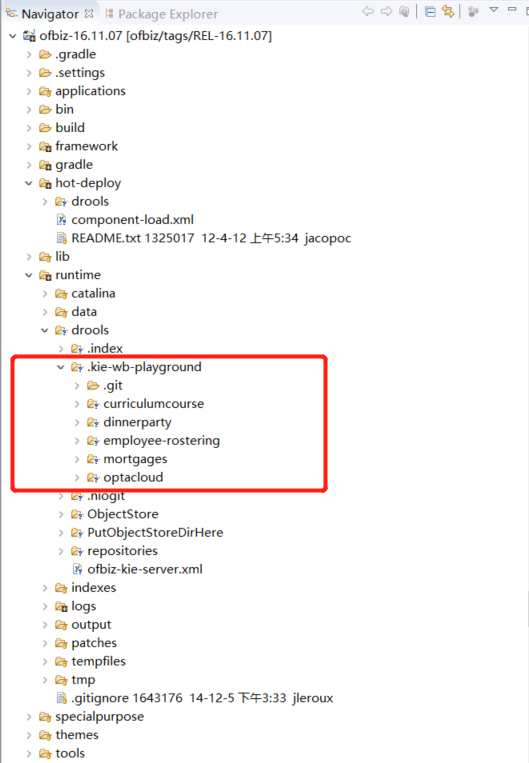 Navigator Package Explorer
ofbiz-16.11.07 [ofbiz/tags/REL-16.11.07]
.gradle
.settings
applications
bin
build
framework
gradle
hot-deploy
drools
component-load.xml
README.txt 1325017 12-4-12 上午5:34 jacopoc
lib
runtime
catalina
data
drools
.index
.kie-wb-playground
.git
curriculumcourse
dinnerparty
employee-rostering
mortgages
optacloud
.niogit
ObjectStore
PutObjectStoreDirHere
repositories
ofbiz-kie-server.xml
indexes
logs
output
patches
tempfiles
tmp
.gitignore 1643176 14-12-5 下午3:33 jleroux
specialpurpose
themes
tools